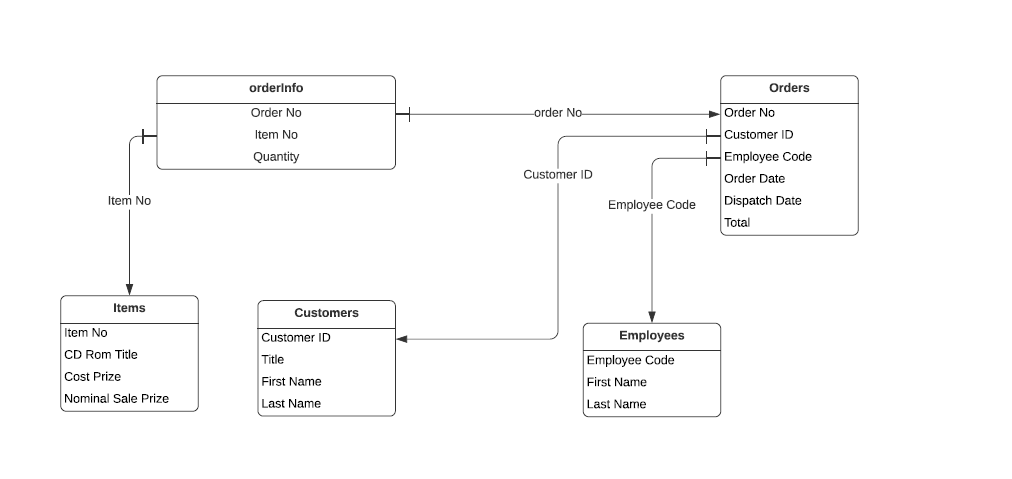 orderInfo
Order No
Item No
Quantity
order No
Orders
Order No
Customer ID
Employee Code
Order Date
Dispatch Date
Total
Item No
Customer ID
Employee Code
Items
Item No
CD Rom Title
Cost Prize
Nominal Sale Prize
Customers
Customer ID
Title
First Name
Last Name
Employees
Employee Code
First Name
Last Name